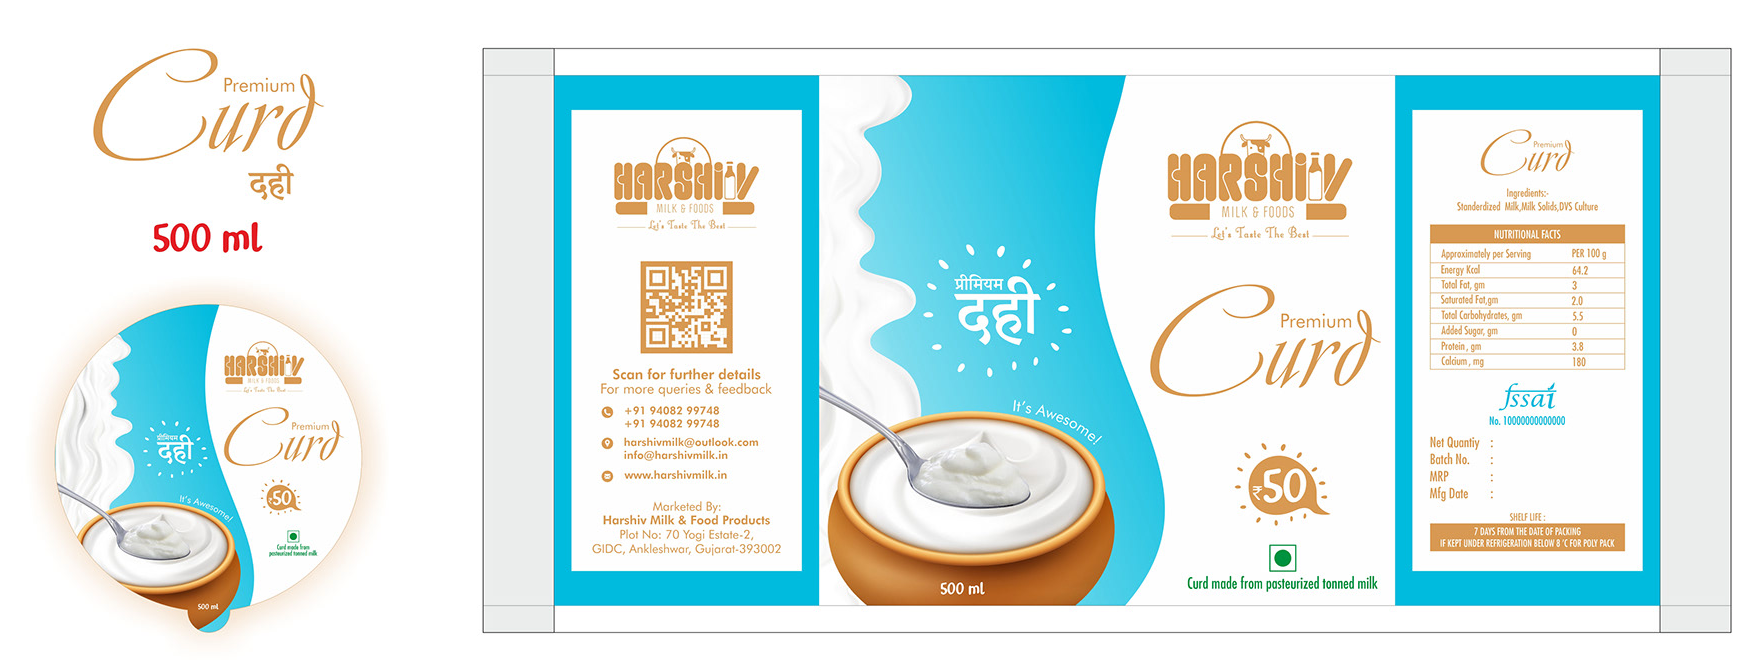 Premium
Curd
दही
500 ml
HARSHIV
MILK & FOODS
Let's Taste The Best
प्रीमियम
दही
Premium
Curd
₹50
It's Awesome!
Curd made from
pasteurized tonned milk
500 ml
HARSHIV
MILK & FOODS
Let's Taste The Best
Scan for further details
For more queries & feedback
+91 94082 99748
+91 94082 99748
harshivmilk@outlook.com
info@harshivmilk.in
www.harshivmilk.in
Marketed By:
Harshiv Milk & Food Products
Plot No: 70 Yogi Estate-2,
GIDC, Ankleshwar, Gujarat-393002
प्रीमियम
दही
It's Awesome!
500 ml
HARSHIV
MILK & FOODS
Let's Taste The Best
Premium
Curd
₹50
Curd made from pasteurized tonned milk
Premium
Curd
Ingredients:-
Standerdized Milk,Milk Solids,DVS Culture
NUTRITIONAL FACTS
Approximately per Serving PER 100 g
Energy Kcal 64.2
Total Fat, gm 3
Saturated Fat,gm 2.0
Total Carbohydrates, gm 5.5
Added Sugar, gm 0
Protein , gm 3.8
Calcium , mg 180
fssai
No. 10000000000000
Net Quantiy :
Batch No. :
MRP :
Mfg Date :
SHELF LIFE :
7 DAYS FROM THE DATE OF PACKING
IF KEPT UNDER REFRIGERATION BELOW 8 °C FOR POLY PACK